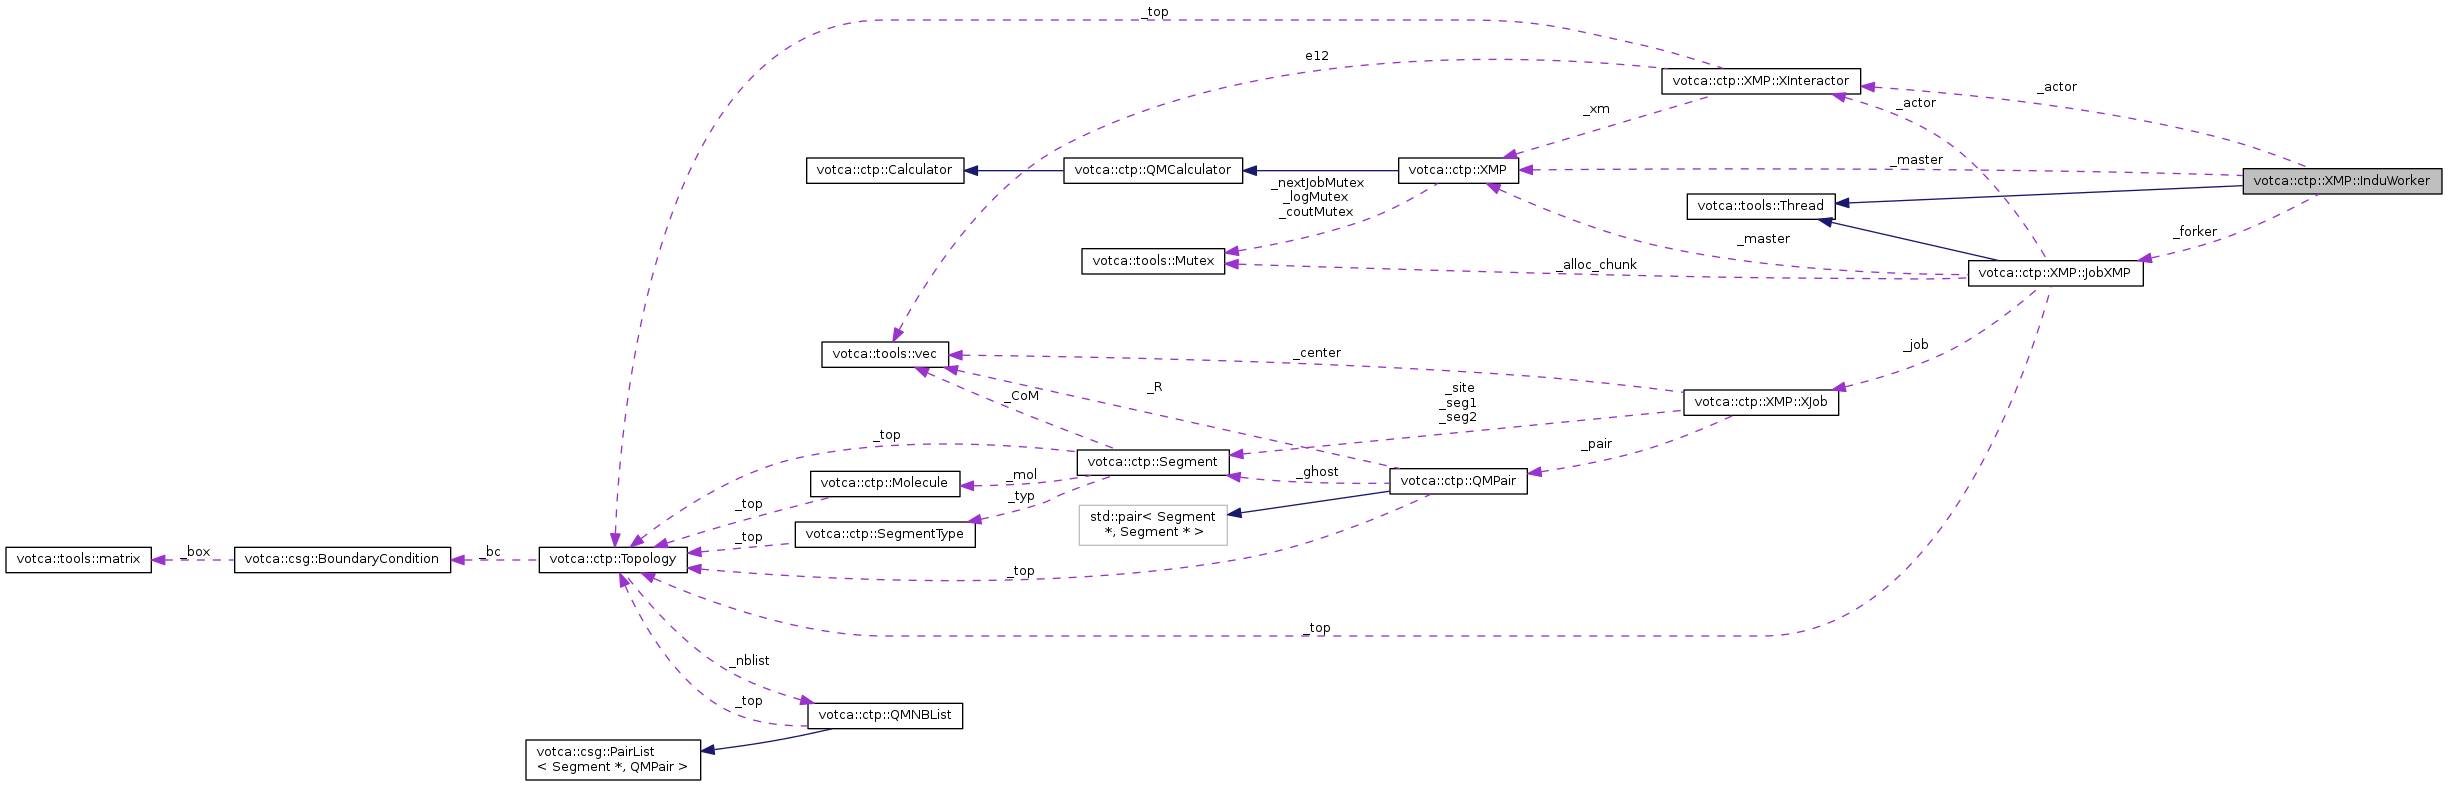 _top
e12
votca::ctp::XMP::XInteractor
_actor
_actor
_xm
_master
votca::ctp::Calculator
votca::ctp::QMCalculator
votca::ctp::XMP
votca::ctp::XMP::InduWorker
_nextJobMutex
_logMutex
_coutMutex
votca::tools::Thread
_forker
_master
votca::tools::Mutex
_alloc_chunk
votca::ctp::XMP::JobXMP
votca::tools::vec
_center
_job
_CoM
_R
_site
_seg1
_seg2
votca::ctp::XMP::XJob
_top
_pair
votca::ctp::Segment
_mol
_ghost
votca::ctp::Molecule
votca::ctp::QMPair
_typ
_top
std::pair< Segment
*, Segment * >
votca::ctp::SegmentType
_top
votca::tools::matrix
_box
votca::csg::BoundaryCondition
_bc
votca::ctp::Topology
_top
_top
_nblist
_top
votca::ctp::QMNBList
votca::csg::PairList
< Segment *, QMPair >